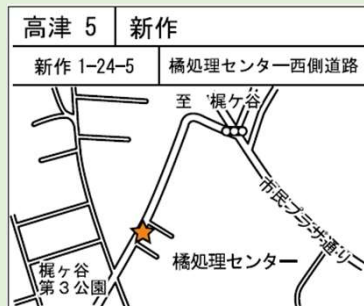 高津 5
新作
新作 1-24-5
橘処理センター西側道路
至 梶ケ谷
市民プラザ通り
橘処理センター
梶ケ谷
第3公園